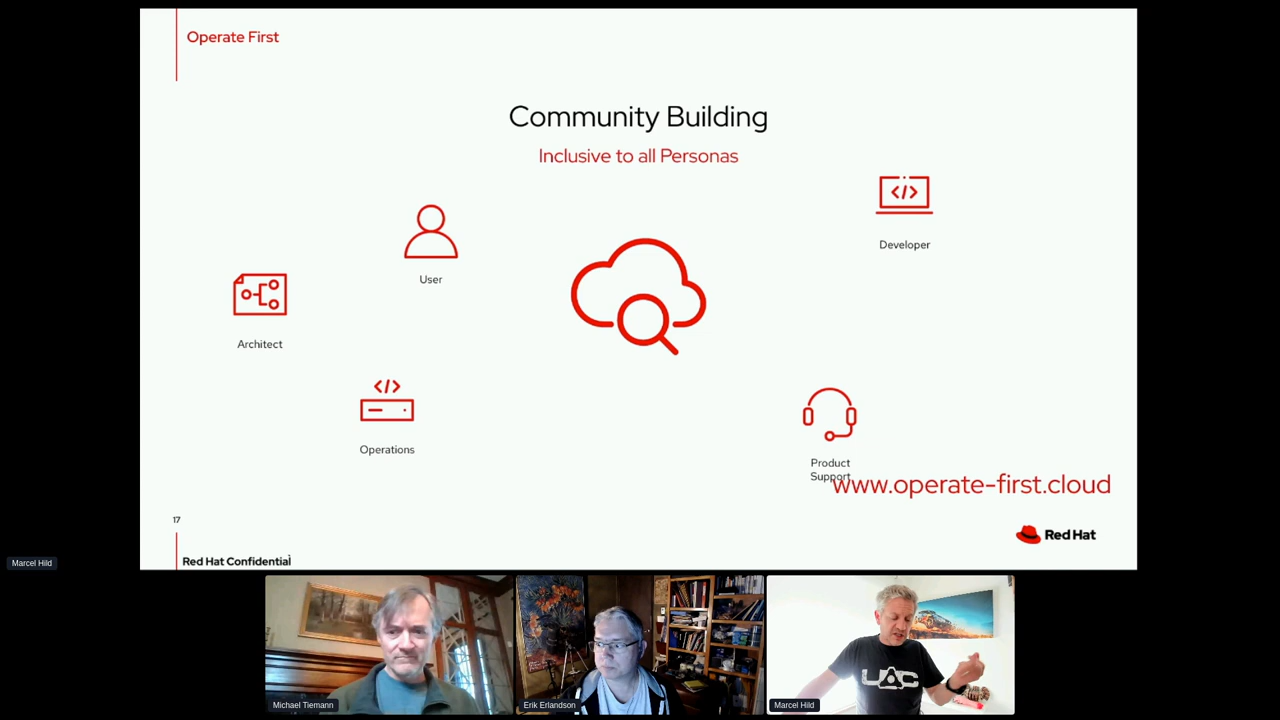 Operate First
Community Building
Inclusive to all Personas
Developer
User
Architect
Operations
Product
Support
www.operate-first.cloud
17
Red Hat
Red Hat Confidential
Marcel Hild
UAC
Michael Tiemann
Erik Erlandson
Marcel Hild